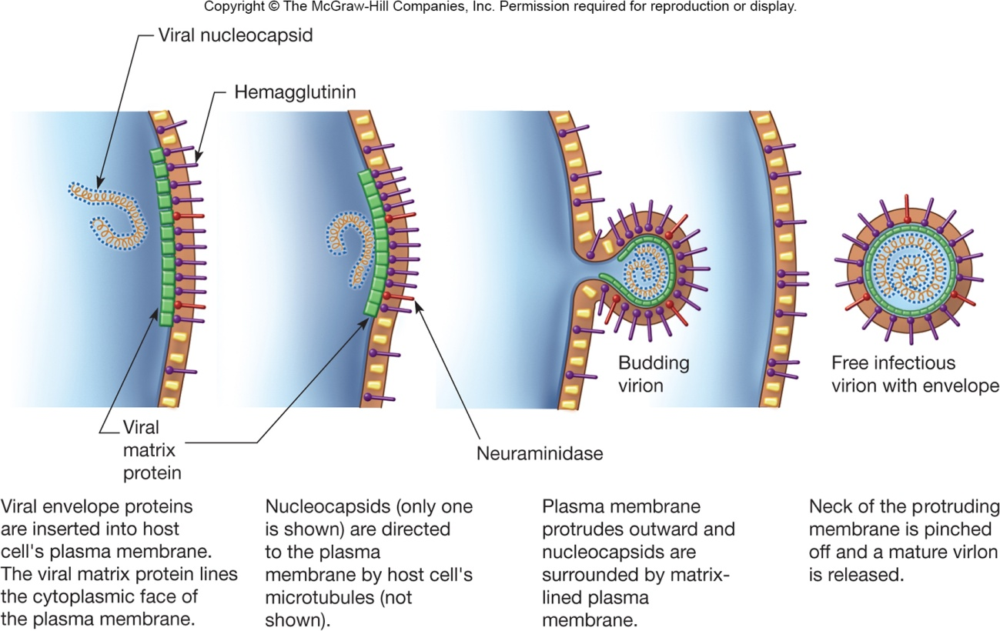 Copyright © The McGraw-Hill Companies, Inc. Permission required for reproduction or display.
Viral nucleocapsid
Hemagglutinin
Budding
virion
Free infectious
virion with envelope
Viral
matrix
protein
Neuraminidase
Viral envelope proteins
are inserted into host
cell's plasma membrane.
The viral matrix protein lines
the cytoplasmic face of
the plasma membrane.
Nucleocapsids (only one
is shown) are directed
to the plasma
membrane by host cell's
microtubules (not
shown).
Plasma membrane
protrudes outward and
nucleocapsids are
surrounded by matrix-
lined plasma
membrane.
Neck of the protruding
membrane is pinched
off and a mature virlon
is released.